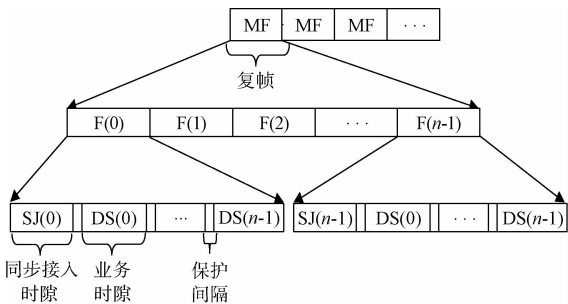 MF MF MF ···
复帧
F(0) F(1) F(2) ··· F(n-1)
SJ(0) DS(0) ··· DS(n-1) SJ(n-1) DS(0) ··· DS(n-1)
同步接入 业务 保护
时隙 时隙 间隔